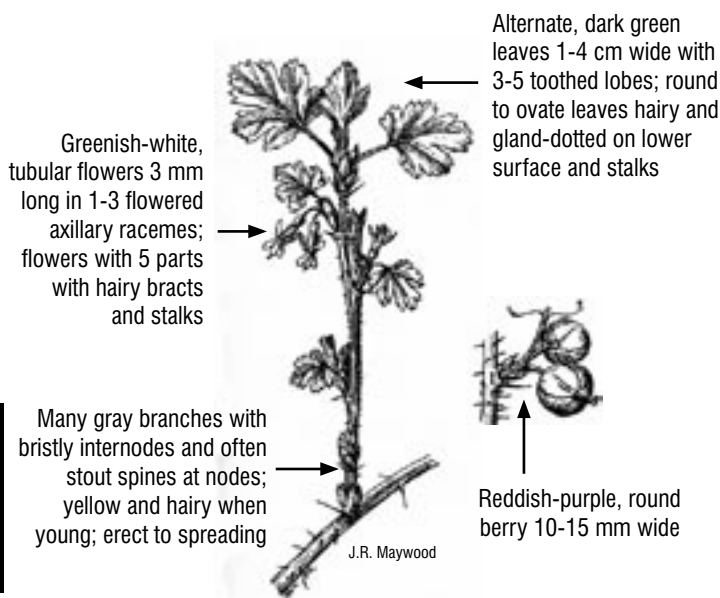 Alternate, dark green
leaves 1-4 cm wide with
3-5 toothed lobes; round
to ovate leaves hairy and
gland-dotted on lower
surface and stalks
Greenish-white,
tubular flowers 3 mm
long in 1-3 flowered
axillary racemes;
flowers with 5 parts
with hairy bracts
and stalks
Many gray branches with
bristly internodes and often
stout spines at nodes;
yellow and hairy when
young; erect to spreading
Reddish-purple, round
berry 10-15 mm wide
J.R. Maywood